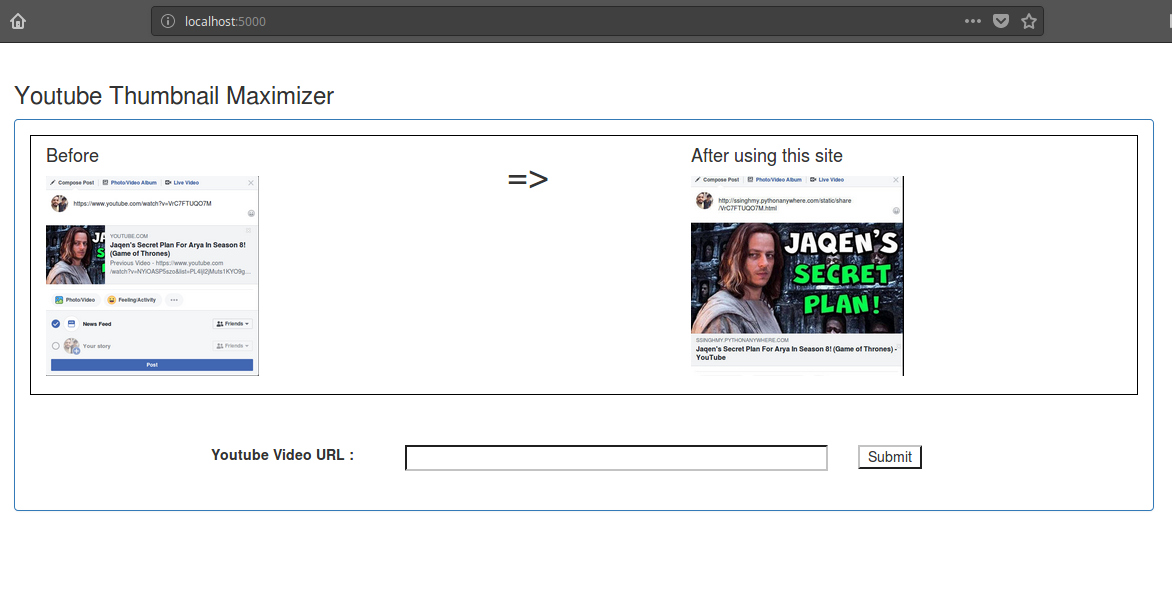 localhost:5000
Youtube Thumbnail Maximizer
Before
Compose Post Photo/Video Album Live Video
https://www.youtube.com/watch?v=VrC7FTUQO7M
YOUTUBE.COM
Jaqen's Secret Plan For Arya In Season 8!
(Game of Thrones)
Previous Video - https://www.youtube.com
Photo/Video Feeling/Activity ...
News Feed Friends
Your story Friends
Post
=>
After using this site
Compose Post Photo/Video Album Live Video
http://ssinghmy.pythonanywhere.com/static/share
/VrC7FTUQO7M.html
JAQEN'S
SECRET
PLAN!
SSINGHMY.PYTHONANYWHERE.COM
Jaqen's Secret Plan For Arya In Season 8! (Game of Thrones) -
YouTube
Youtube Video URL :
Submit